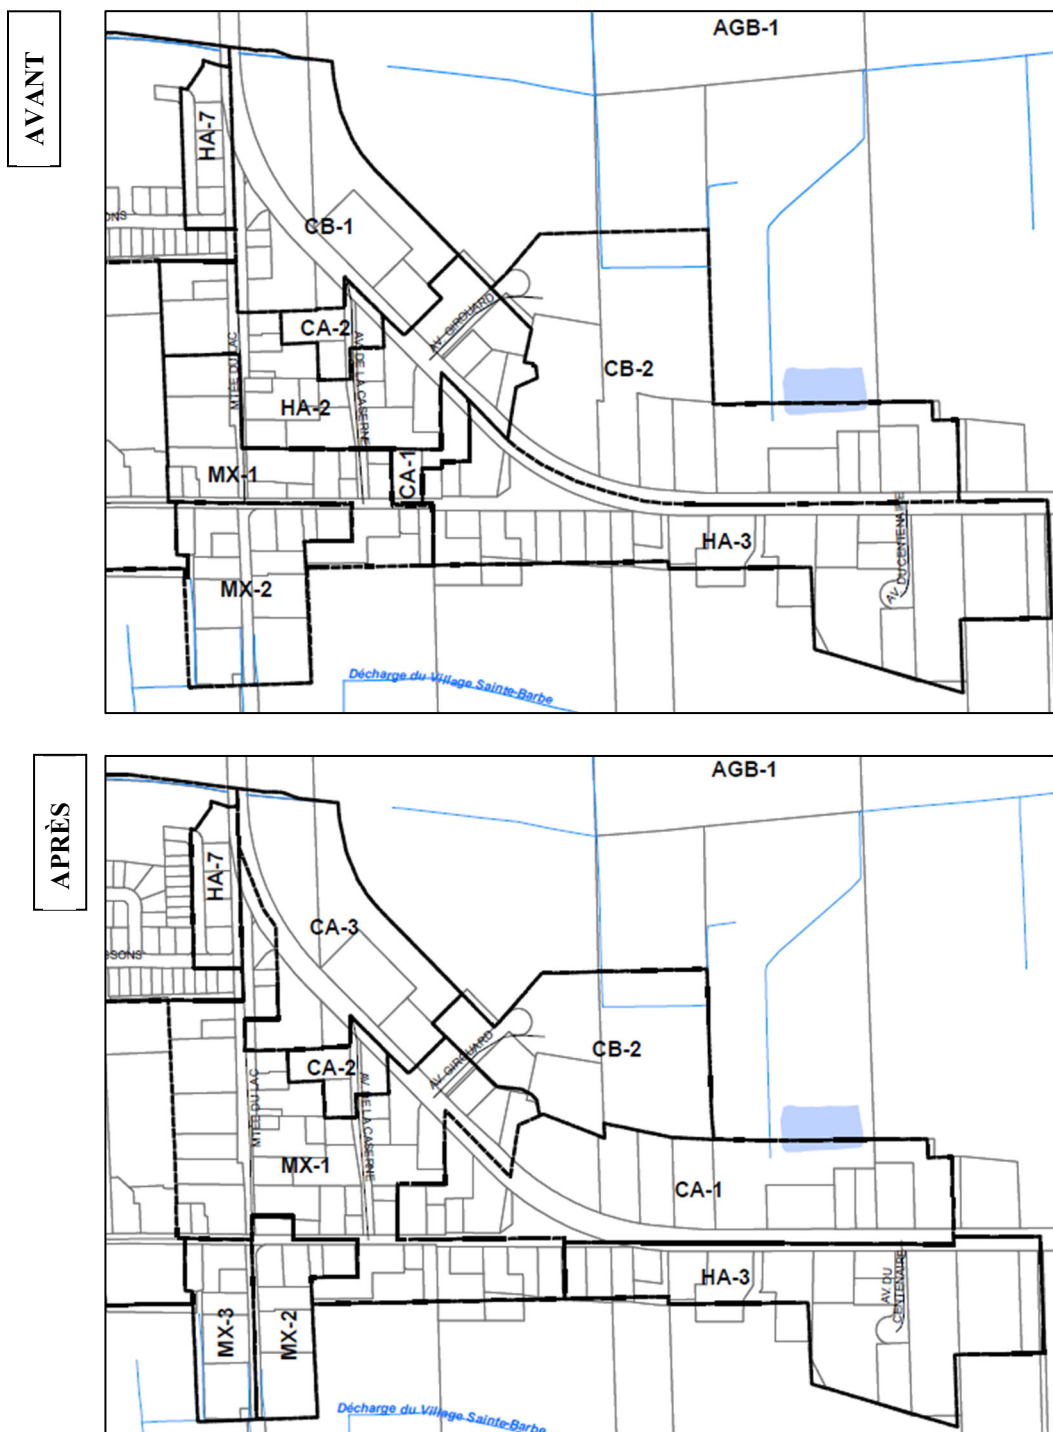 AVANT
AGB-1
HA-7
ONS
CB-1
AV. GIROUARD
CA-2
MTÉE DU LAC
AV. DE LA CASERNE
CB-2
HA-2
MX-1
CA-1
HA-3
AV. DU CENTENAIRE
MX-2
Décharge du Village Sainte-Barbe
APRÈS
AGB-1
HA-7
CA-3
SSONS
AV. GIROUARD
CB-2
CA-2
MTÉE DU LAC
AV. DE LA CASERNE
MX-1
CA-1
HA-3
AV. DU
CENTENAIRE
MX-3
MX-2
Décharge du Village Sainte-Barbe